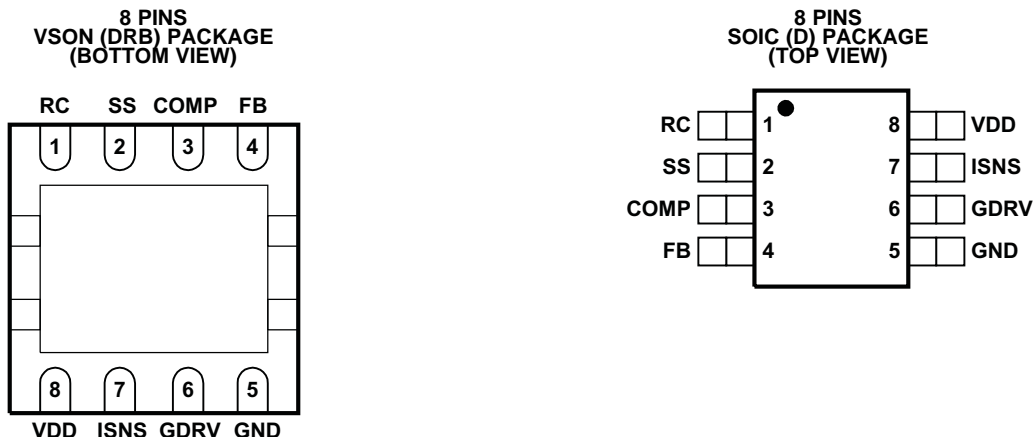 8 PINS
VSON (DRB) PACKAGE
(BOTTOM VIEW)
RC SS COMP FB
1 2 3 4
8 7 6 5
VDD ISNS GDRV GND
8 PINS
SOIC (D) PACKAGE
(TOP VIEW)
RC 1 8 VDD
SS 2 7 ISNS
COMP 3 6 GDRV
FB 4 5 GND